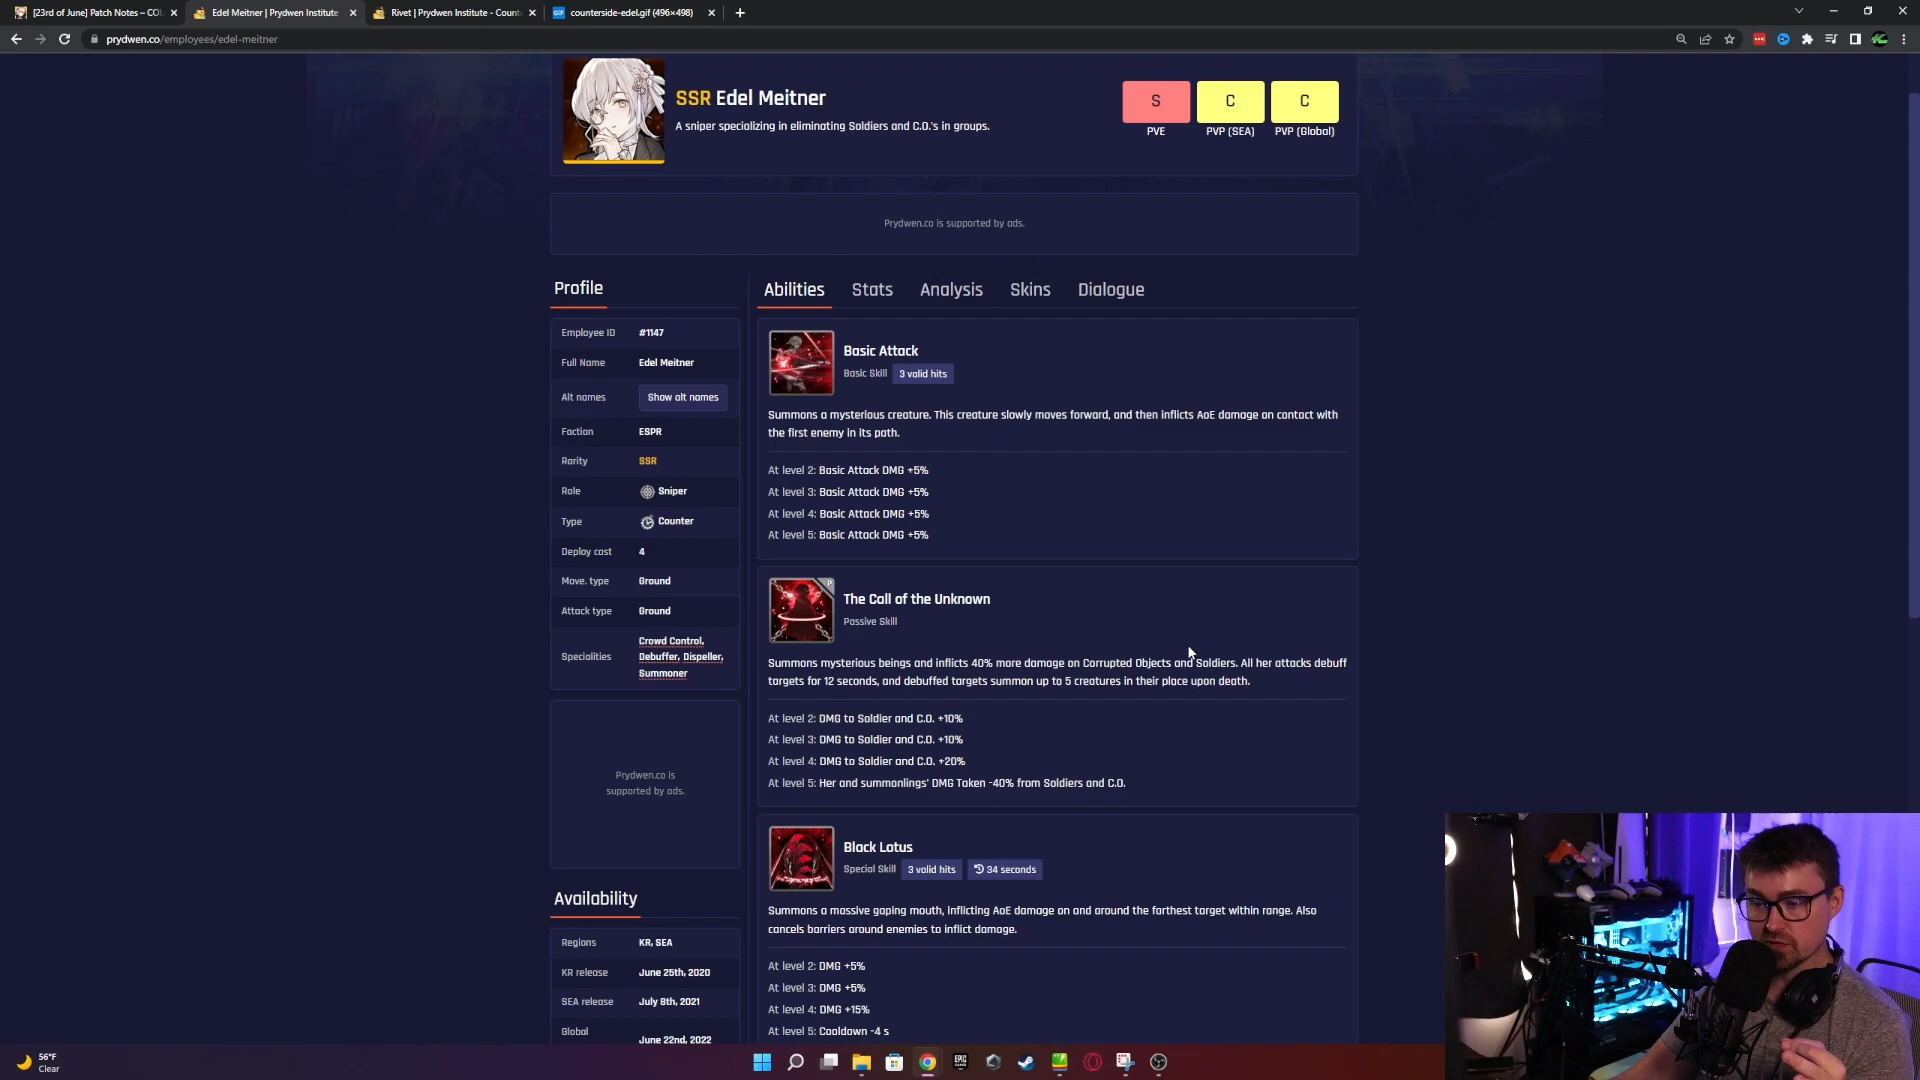 [23rd of June] Patch Notes – CO
Edel Meitner | Prydwen Institute
Rivet | Prydwen Institute - Count
counterside-edel.gif (496×498)
prydwen.co/employees/edel-meitner
SSR Edel Meitner
A sniper specializing in eliminating Soldiers and C.O.'s in groups.
S
C
C
PVE
PVP (SEA)
PVP (Global)
Prydwen.co is supported by ads.
Profile
Employee ID #1147
Full Name Edel Meitner
Alt names Show alt names
Faction ESPR
Rarity SSR
Role Sniper
Type Counter
Deploy cost 4
Move. type Ground
Attack type Ground
Specialities Crowd Control,
Debuffer, Dispeller,
Summoner
Prydwen.co is
supported by ads.
Availability
Regions KR, SEA
KR release June 25th, 2020
SEA release July 8th, 2021
Global
June 22nd, 2022
Abilities Stats Analysis Skins Dialogue
Basic Attack
Basic Skill 3 valid hits
Summons a mysterious creature. This creature slowly moves forward, and then inflicts AoE damage on contact with
the first enemy in its path.
At level 2: Basic Attack DMG +5%
At level 3: Basic Attack DMG +5%
At level 4: Basic Attack DMG +5%
At level 5: Basic Attack DMG +5%
P
The Call of the Unknown
Passive Skill
Summons mysterious beings and inflicts 40% more damage on Corrupted Objects and Soldiers. All her attacks debuff
targets for 12 seconds, and debuffed targets summon up to 5 creatures in their place upon death.
At level 2: DMG to Soldier and C.O. +10%
At level 3: DMG to Soldier and C.O. +10%
At level 4: DMG to Soldier and C.O. +20%
At level 5: Her and summonlings' DMG Taken -40% from Soldiers and C.O.
Black Lotus
Special Skill 3 valid hits 34 seconds
Summons a massive gaping mouth, inflicting AoE damage on and around the farthest target within range. Also
cancels barriers around enemies to inflict damage.
At level 2: DMG +5%
At level 3: DMG +5%
At level 4: DMG +15%
At level 5: Cooldown -4 s
56°F
Clear
EPIC